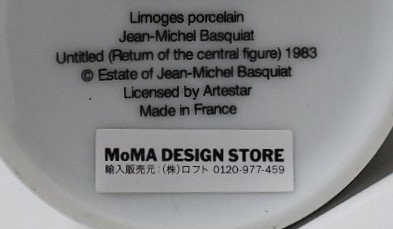 Limoges porcelain
Jean-Michel Basquiat
Untitled (Return of the central figure) 1983
© Estate of Jean-Michel Basquiat
Licensed by Artestar
Made in France
MoMA DESIGN STORE
輸入販売元:(株)ロフト 0120-977-459